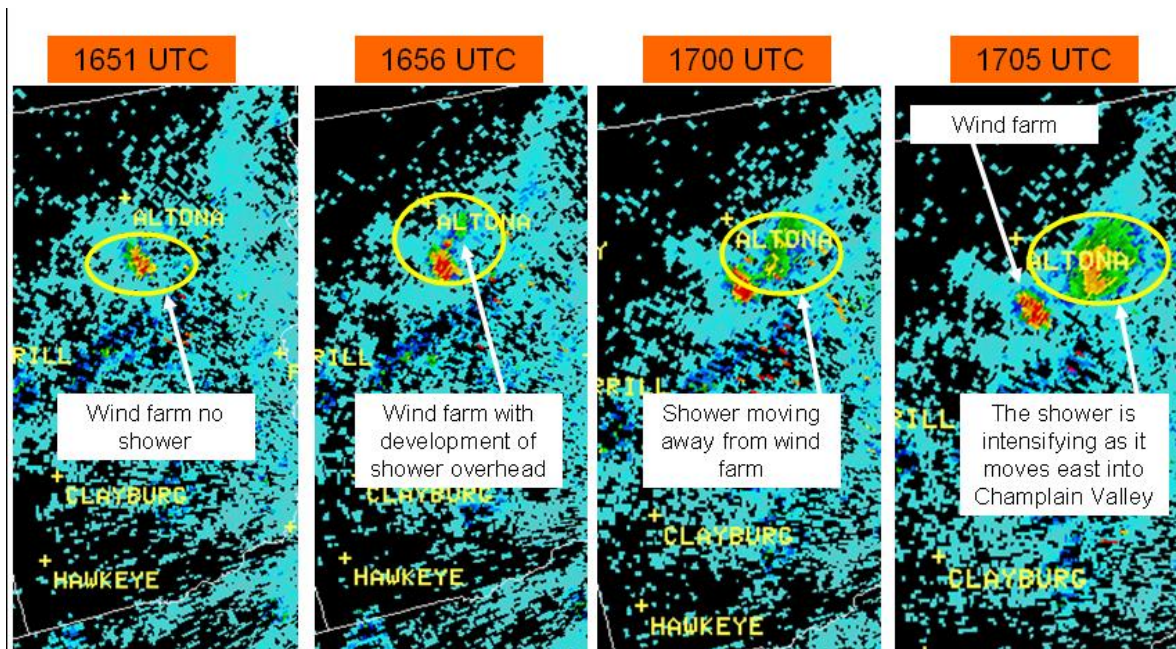 1651 UTC
1656 UTC
1700 UTC
1705 UTC
ALTONA
Wind farm no
shower
RILL
CLAYBURG
HAWKEYE
ALTONA
Wind farm with
development of
shower overhead
RRILL
CLAYBURG
HAWKEYE
ALTONA
Shower moving
away from wind
farm
RRILL
CLAYBURG
HAWKEYE
Wind farm
ALTONA
The shower is
intensifying as it
moves east into
Champlain Valley
RILL
CLAYBURG